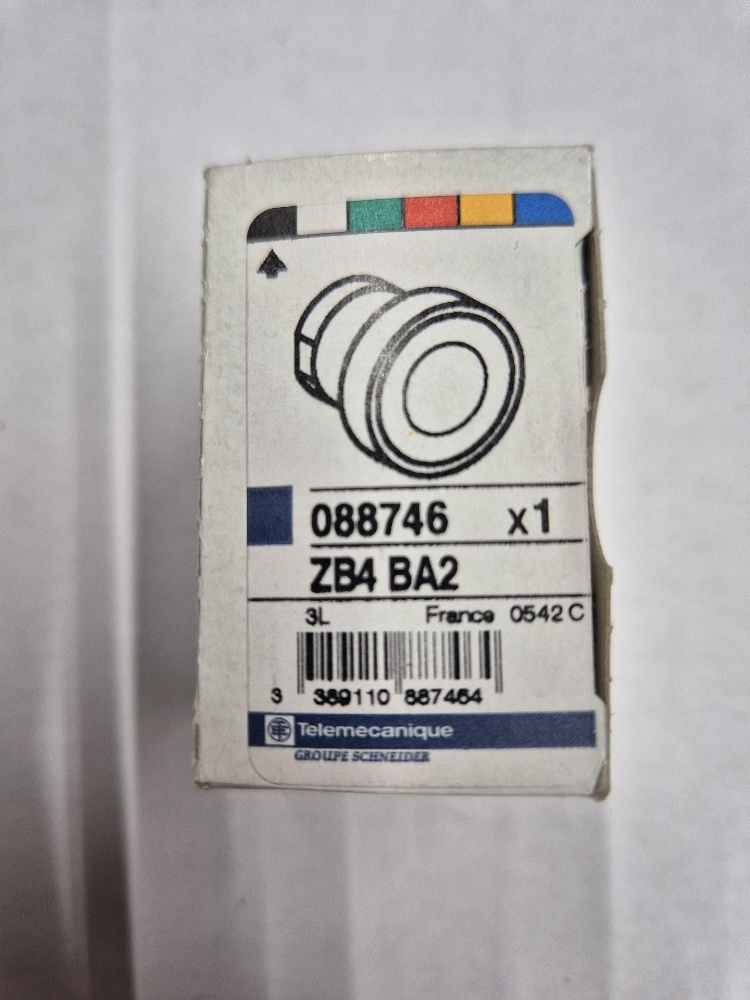 088746 x1
ZB4 BA2
3L France 0542 C
3 389110 887464
Telemecanique
GROUPE SCHNEIDER